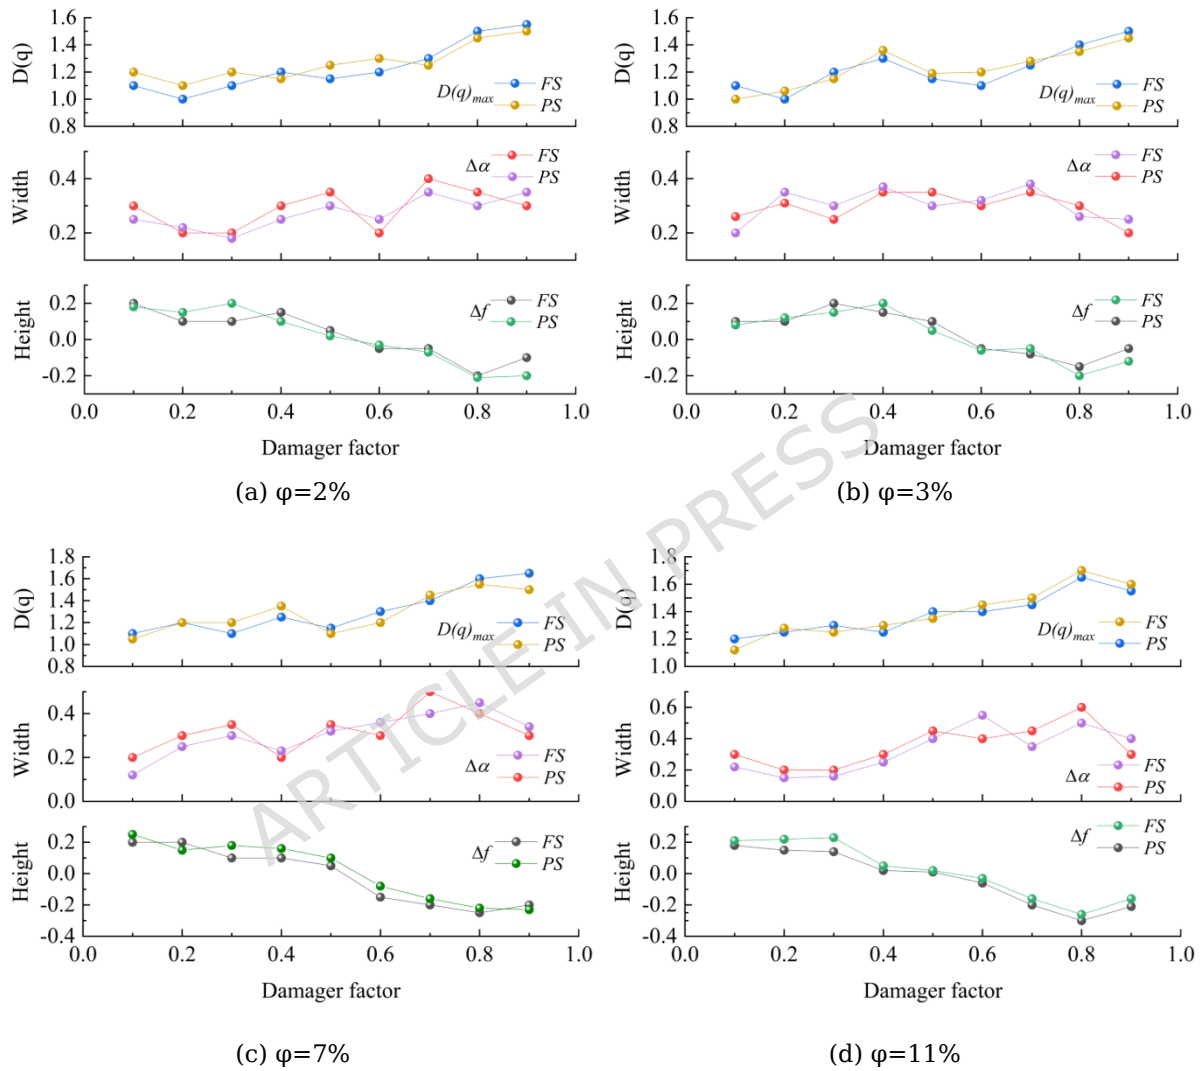 1.6
1.4
1.2
1.0
0.8
D(q)
D(q)max
FS
PS
0.4
0.2
Width
Δα
FS
PS
0.2
0.0
-0.2
Height
Δf
FS
PS
0.0 0.2 0.4 0.6 0.8 1.0
Damager factor
(a) φ=2%
1.6
1.4
1.2
1.0
0.8
D(q)
D(q)max
FS
PS
0.4
0.2
Width
Δα
FS
PS
0.2
0.0
-0.2
Height
Δf
FS
PS
0.0 0.2 0.4 0.6 0.8 1.0
Damager factor
(b) φ=3%
ARTICLE IN PRESS
1.8
1.6
1.4
1.2
1.0
0.8
D(q)
D(q)max
FS
PS
0.4
0.2
0.0
Width
Δα
FS
PS
0.2
0.0
-0.2
-0.4
Height
Δf
FS
PS
0.0 0.2 0.4 0.6 0.8 1.0
Damager factor
(c) φ=7%
1.8
1.6
1.4
1.2
1.0
D(q)
D(q)max
FS
PS
0.6
0.4
0.2
0.0
Width
Δα
FS
PS
0.2
0.0
-0.2
-0.4
Height
Δf
FS
PS
0.0 0.2 0.4 0.6 0.8 1.0
Damager factor
(d) φ=11%